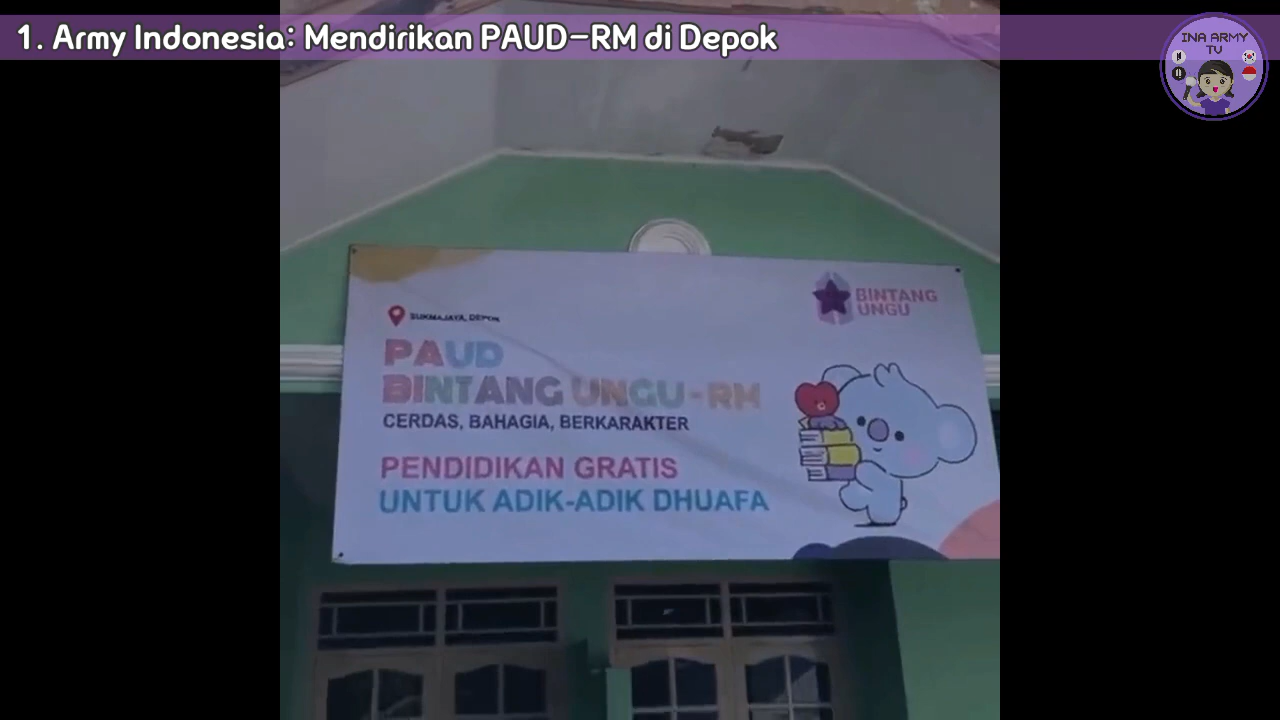 1. Army Indonesia: Mendirikan PAUD-RM di Depok
INA ARMY
TV
SUKMAJAYA, DEPOK
BINTANG
UNGU
PAUD
BINTANG UNGU-RM
CERDAS, BAHAGIA, BERKARAKTER
PENDIDIKAN GRATIS
UNTUK ADIK-ADIK DHUAFA